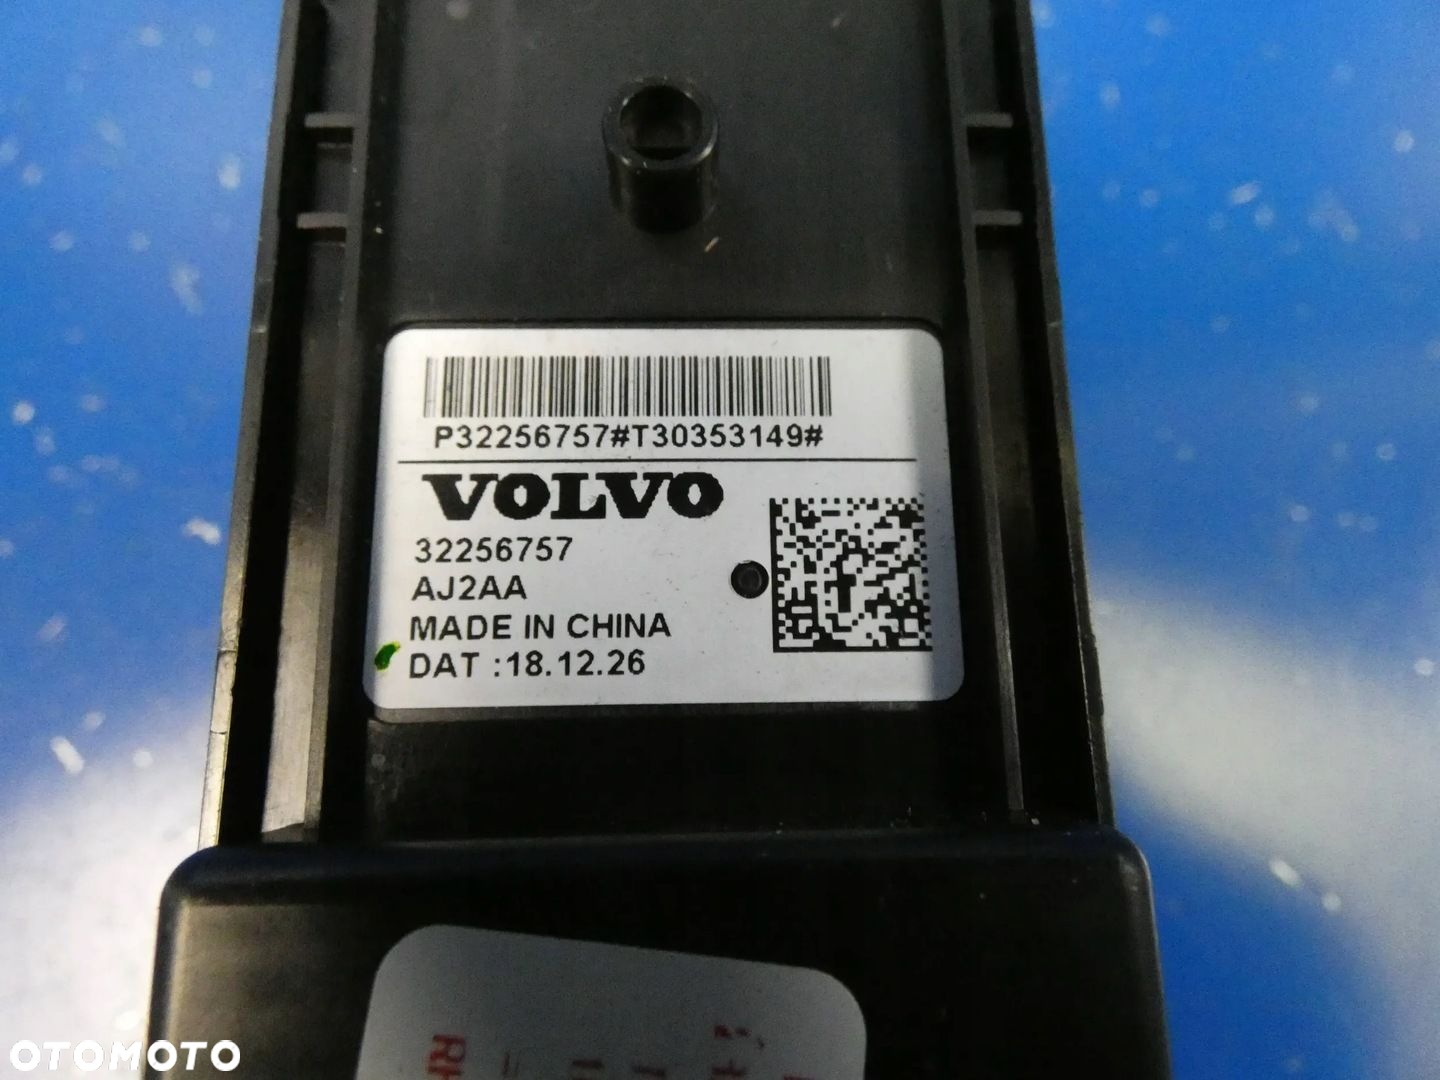 P32256757#T30353149#
VOLVO
32256757
AJ2AA
MADE IN CHINA
DAT :18.12.26
OTOMOTO